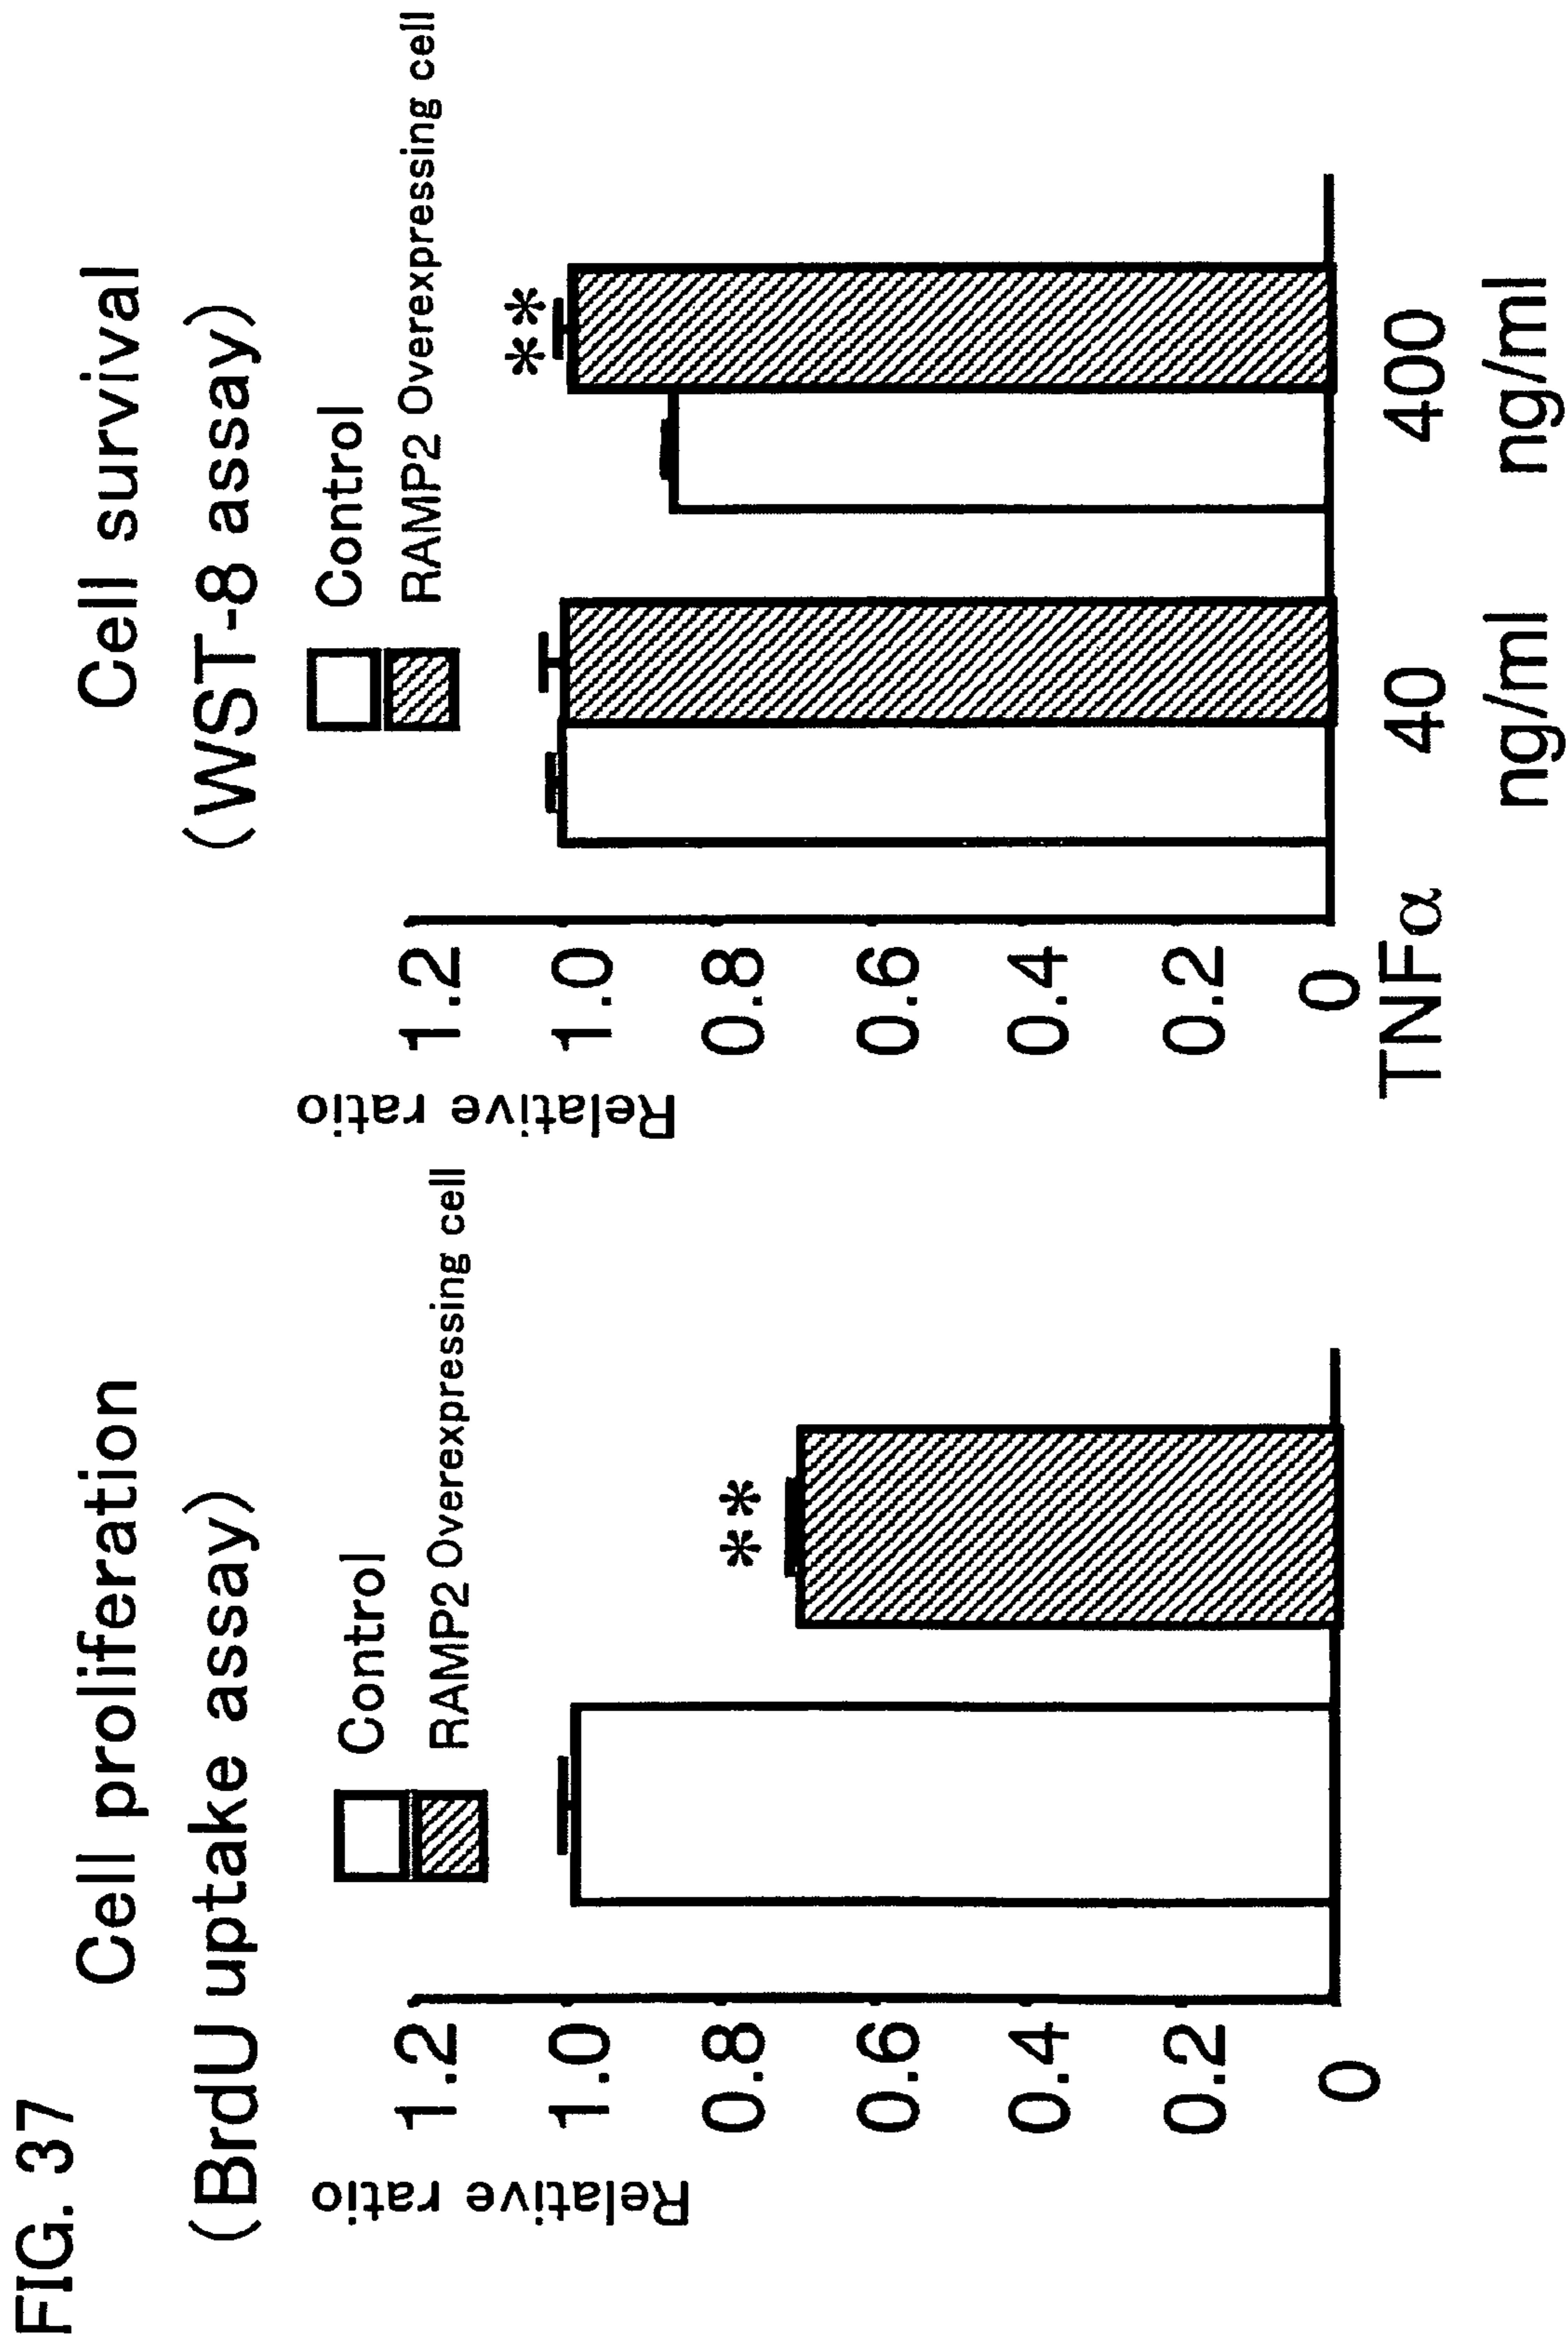 FIG. 37
Cell proliferation
(BrdU uptake assay)
Control
RAMP2 Overexpressing cell
Relative ratio
1.2
1.0
0.8
0.6
0.4
0.2
0
**
Cell survival
(WST-8 assay)
Control
RAMP2 Overexpressing cell
Relative ratio
1.2
1.0
0.8
0.6
0.4
0.2
0
**
TNFα 40 400
ng/ml ng/ml